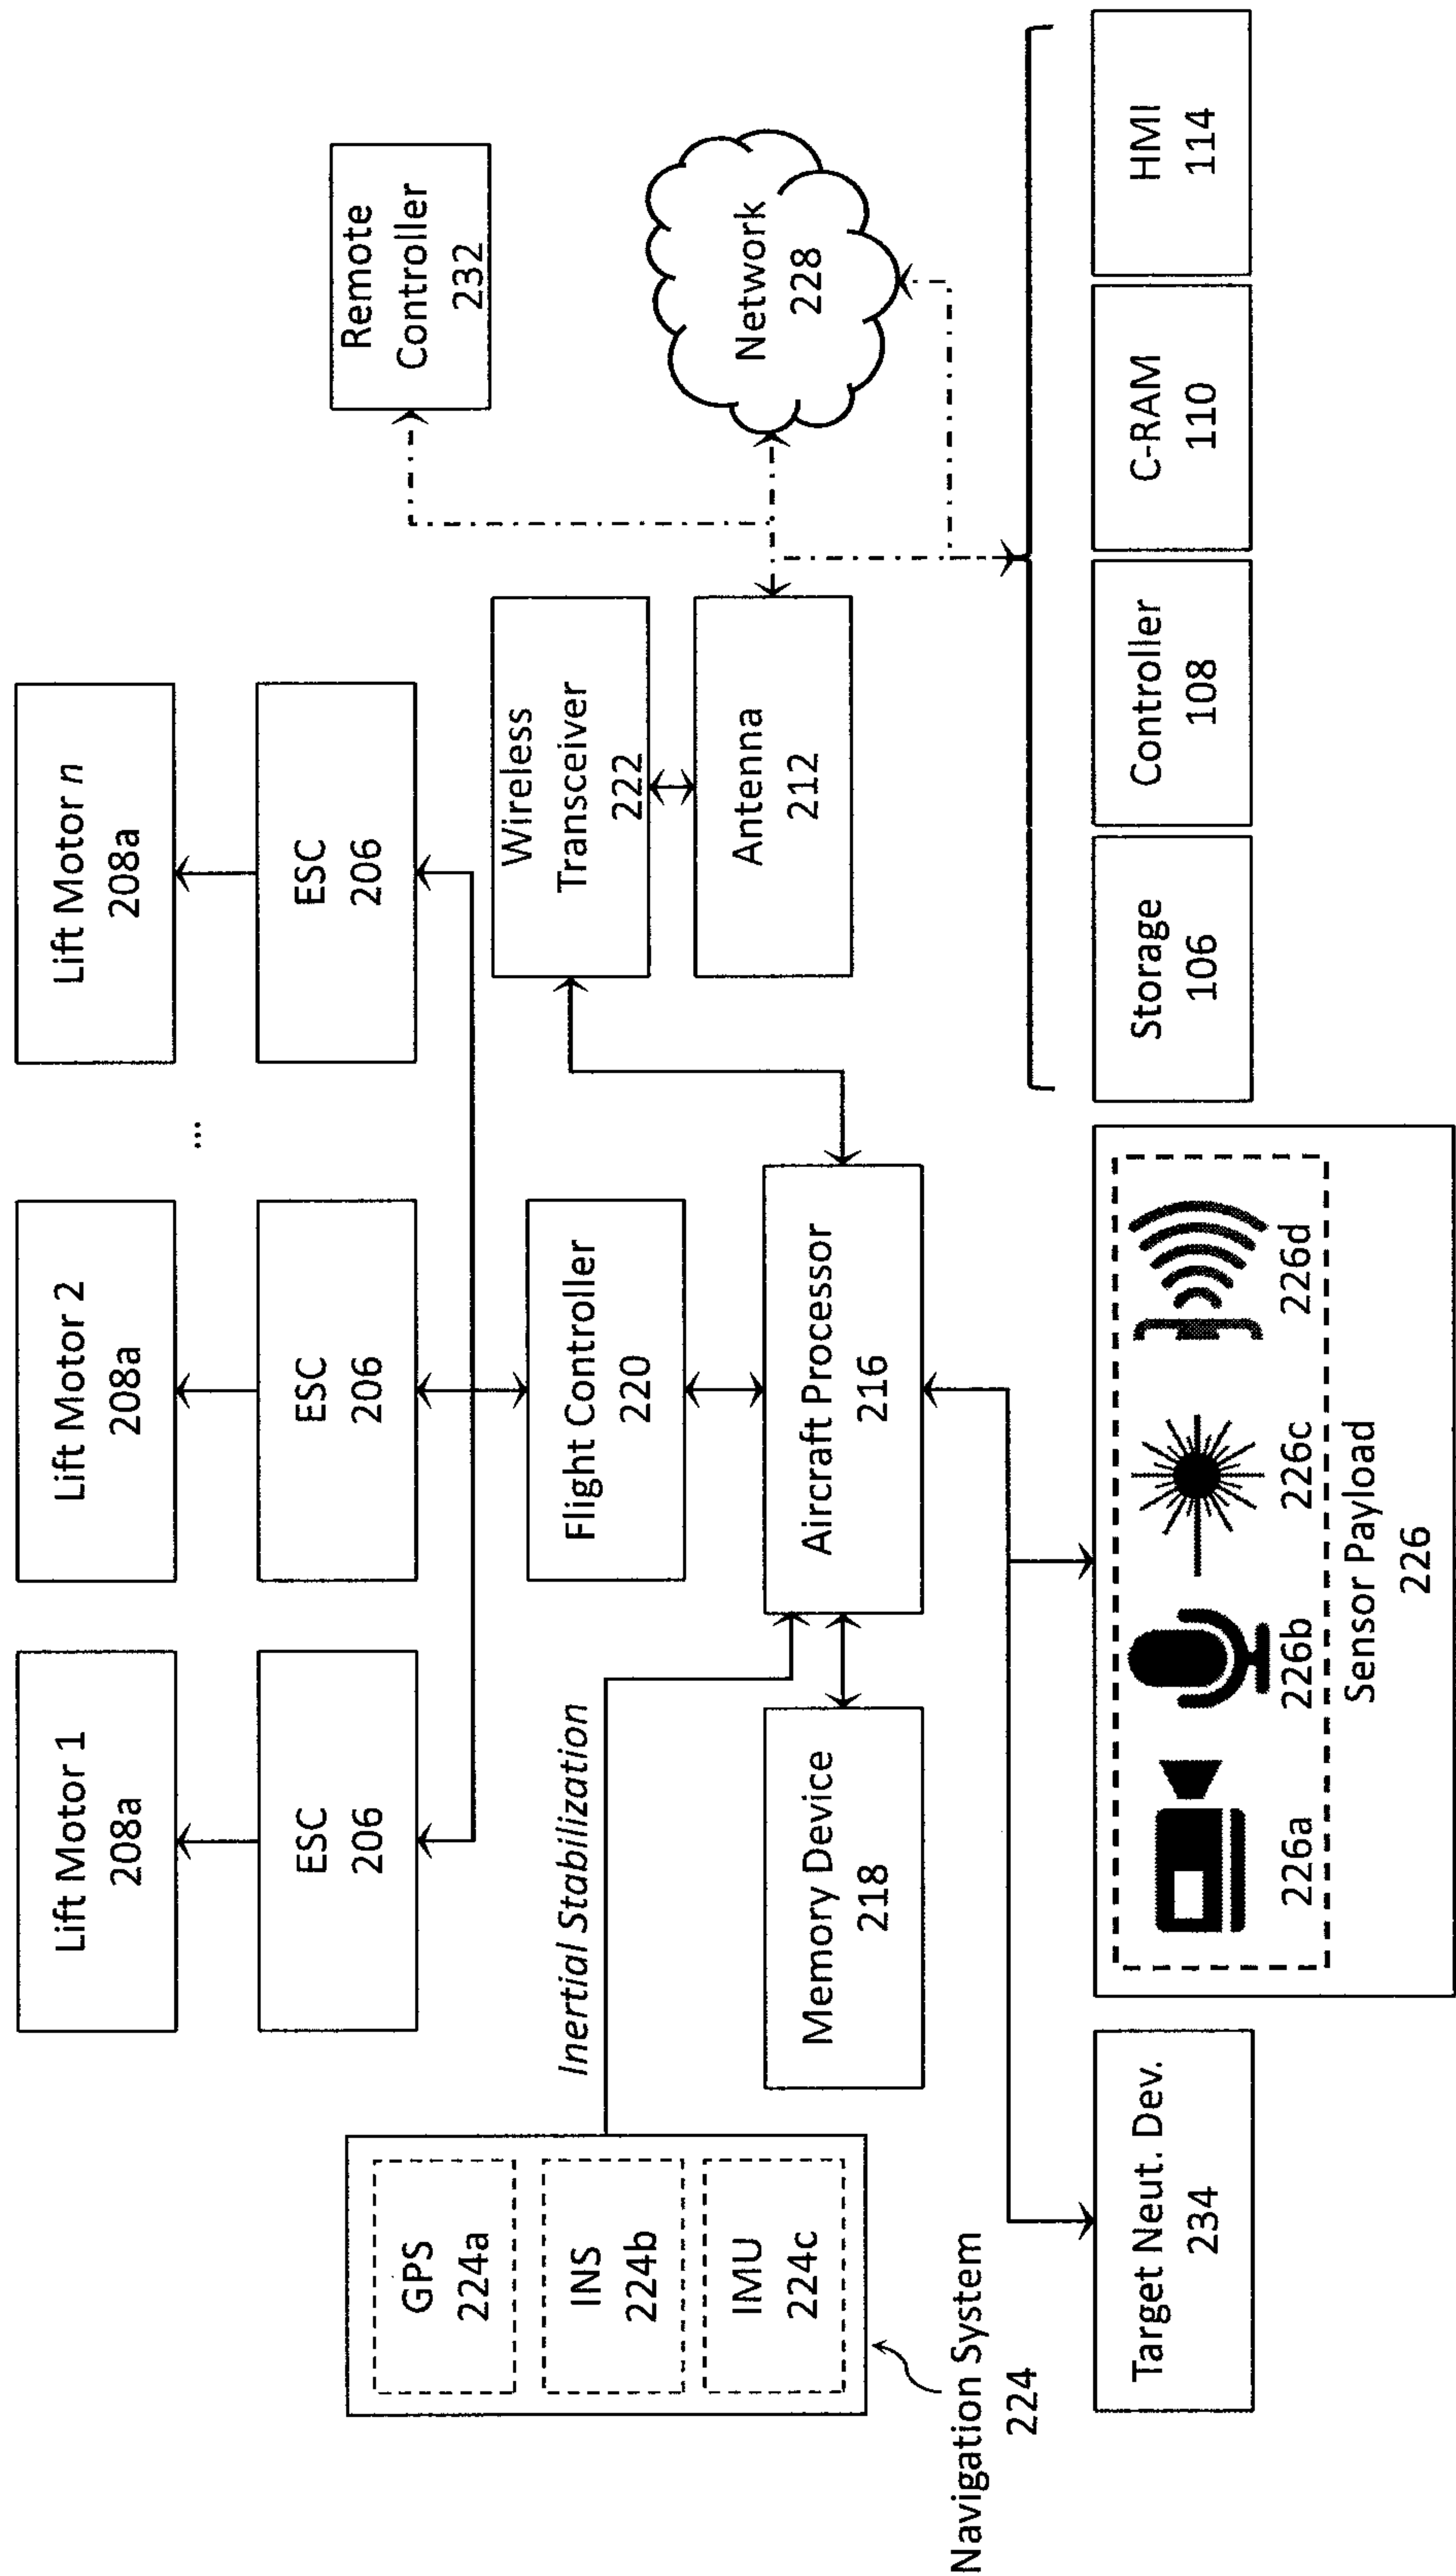 Lift Motor 1
208a
Lift Motor 2
208a
...
Lift Motor n
208a
ESC
206
ESC
206
ESC
206
Remote
Controller
232
GPS
224a
INS
224b
IMU
224c
Navigation System
224
Inertial Stabilization
Flight Controller
220
Wireless
Transceiver
222
Memory Device
218
Aircraft Processor
216
Antenna
212
Network
228
Target Neut. Dev.
234
226a
226b
226c
226d
Sensor Payload
226
Storage
106
Controller
108
C-RAM
110
HMI
114